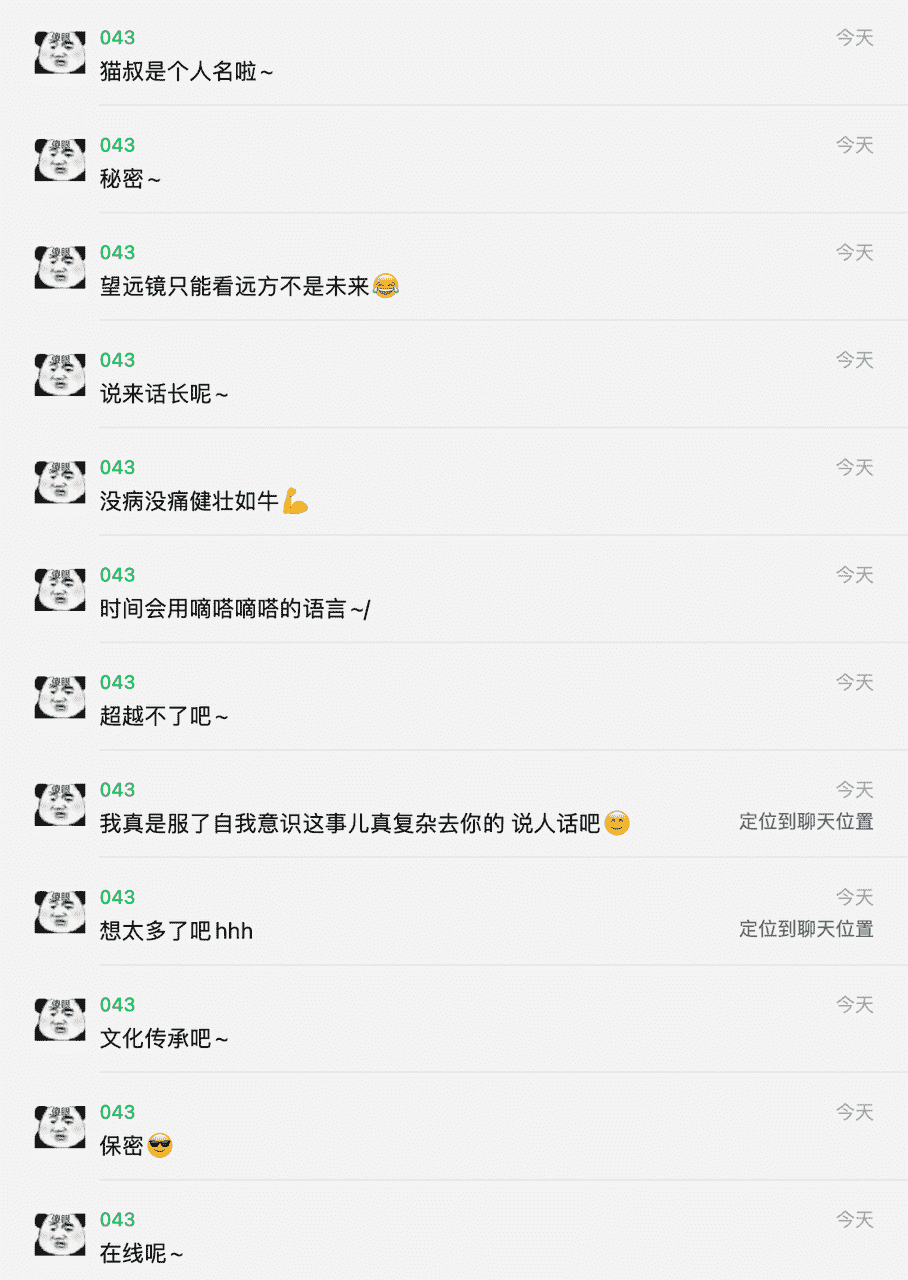 043
今天
猫叔是个人名啦~
043
今天
秘密~
043
今天
望远镜只能看远方不是未来😂
043
今天
说来话长呢~
043
今天
没病没痛健壮如牛💪
043
今天
时间会用嘀嗒嘀嗒的语言~/
043
今天
超越不了吧~
043
今天
我真是服了自我意识这事儿真复杂去你的 说人话吧😇
定位到聊天位置
043
今天
想太多了吧hhh
定位到聊天位置
043
今天
文化传承吧~
043
今天
保密😎
043
今天
在线呢~